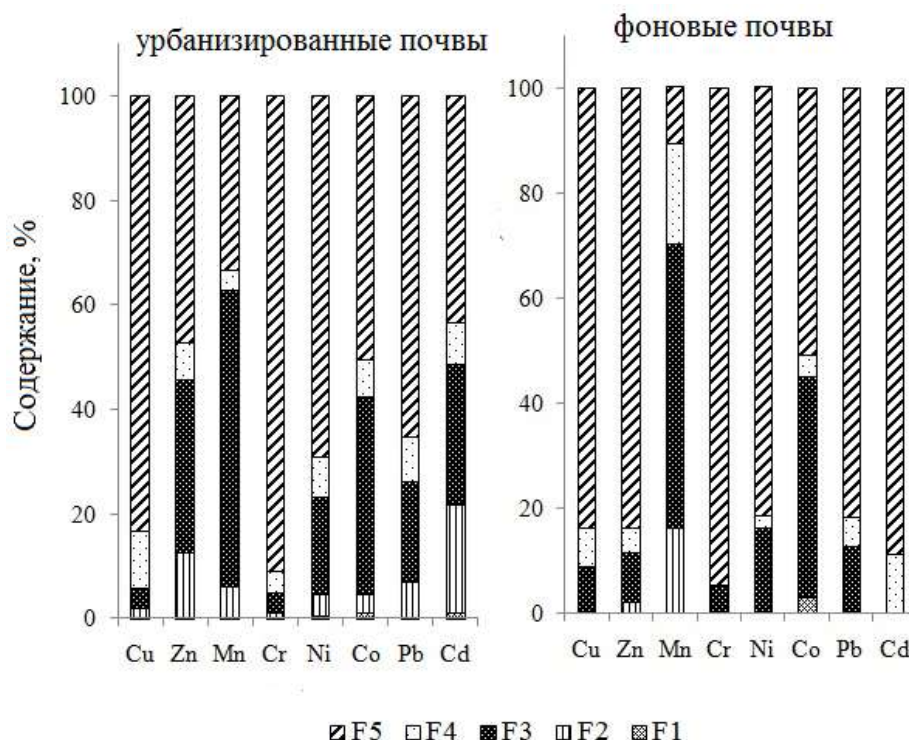 урбанизированные почвы
фоновые почвы
Содержание, %
100
80
60
40
20
0
100
80
60
40
20
0
Cu Zn Mn Cr Ni Co Pb Cd
Cu Zn Mn Cr Ni Co Pb Cd
F5 F4 F3 F2 F1